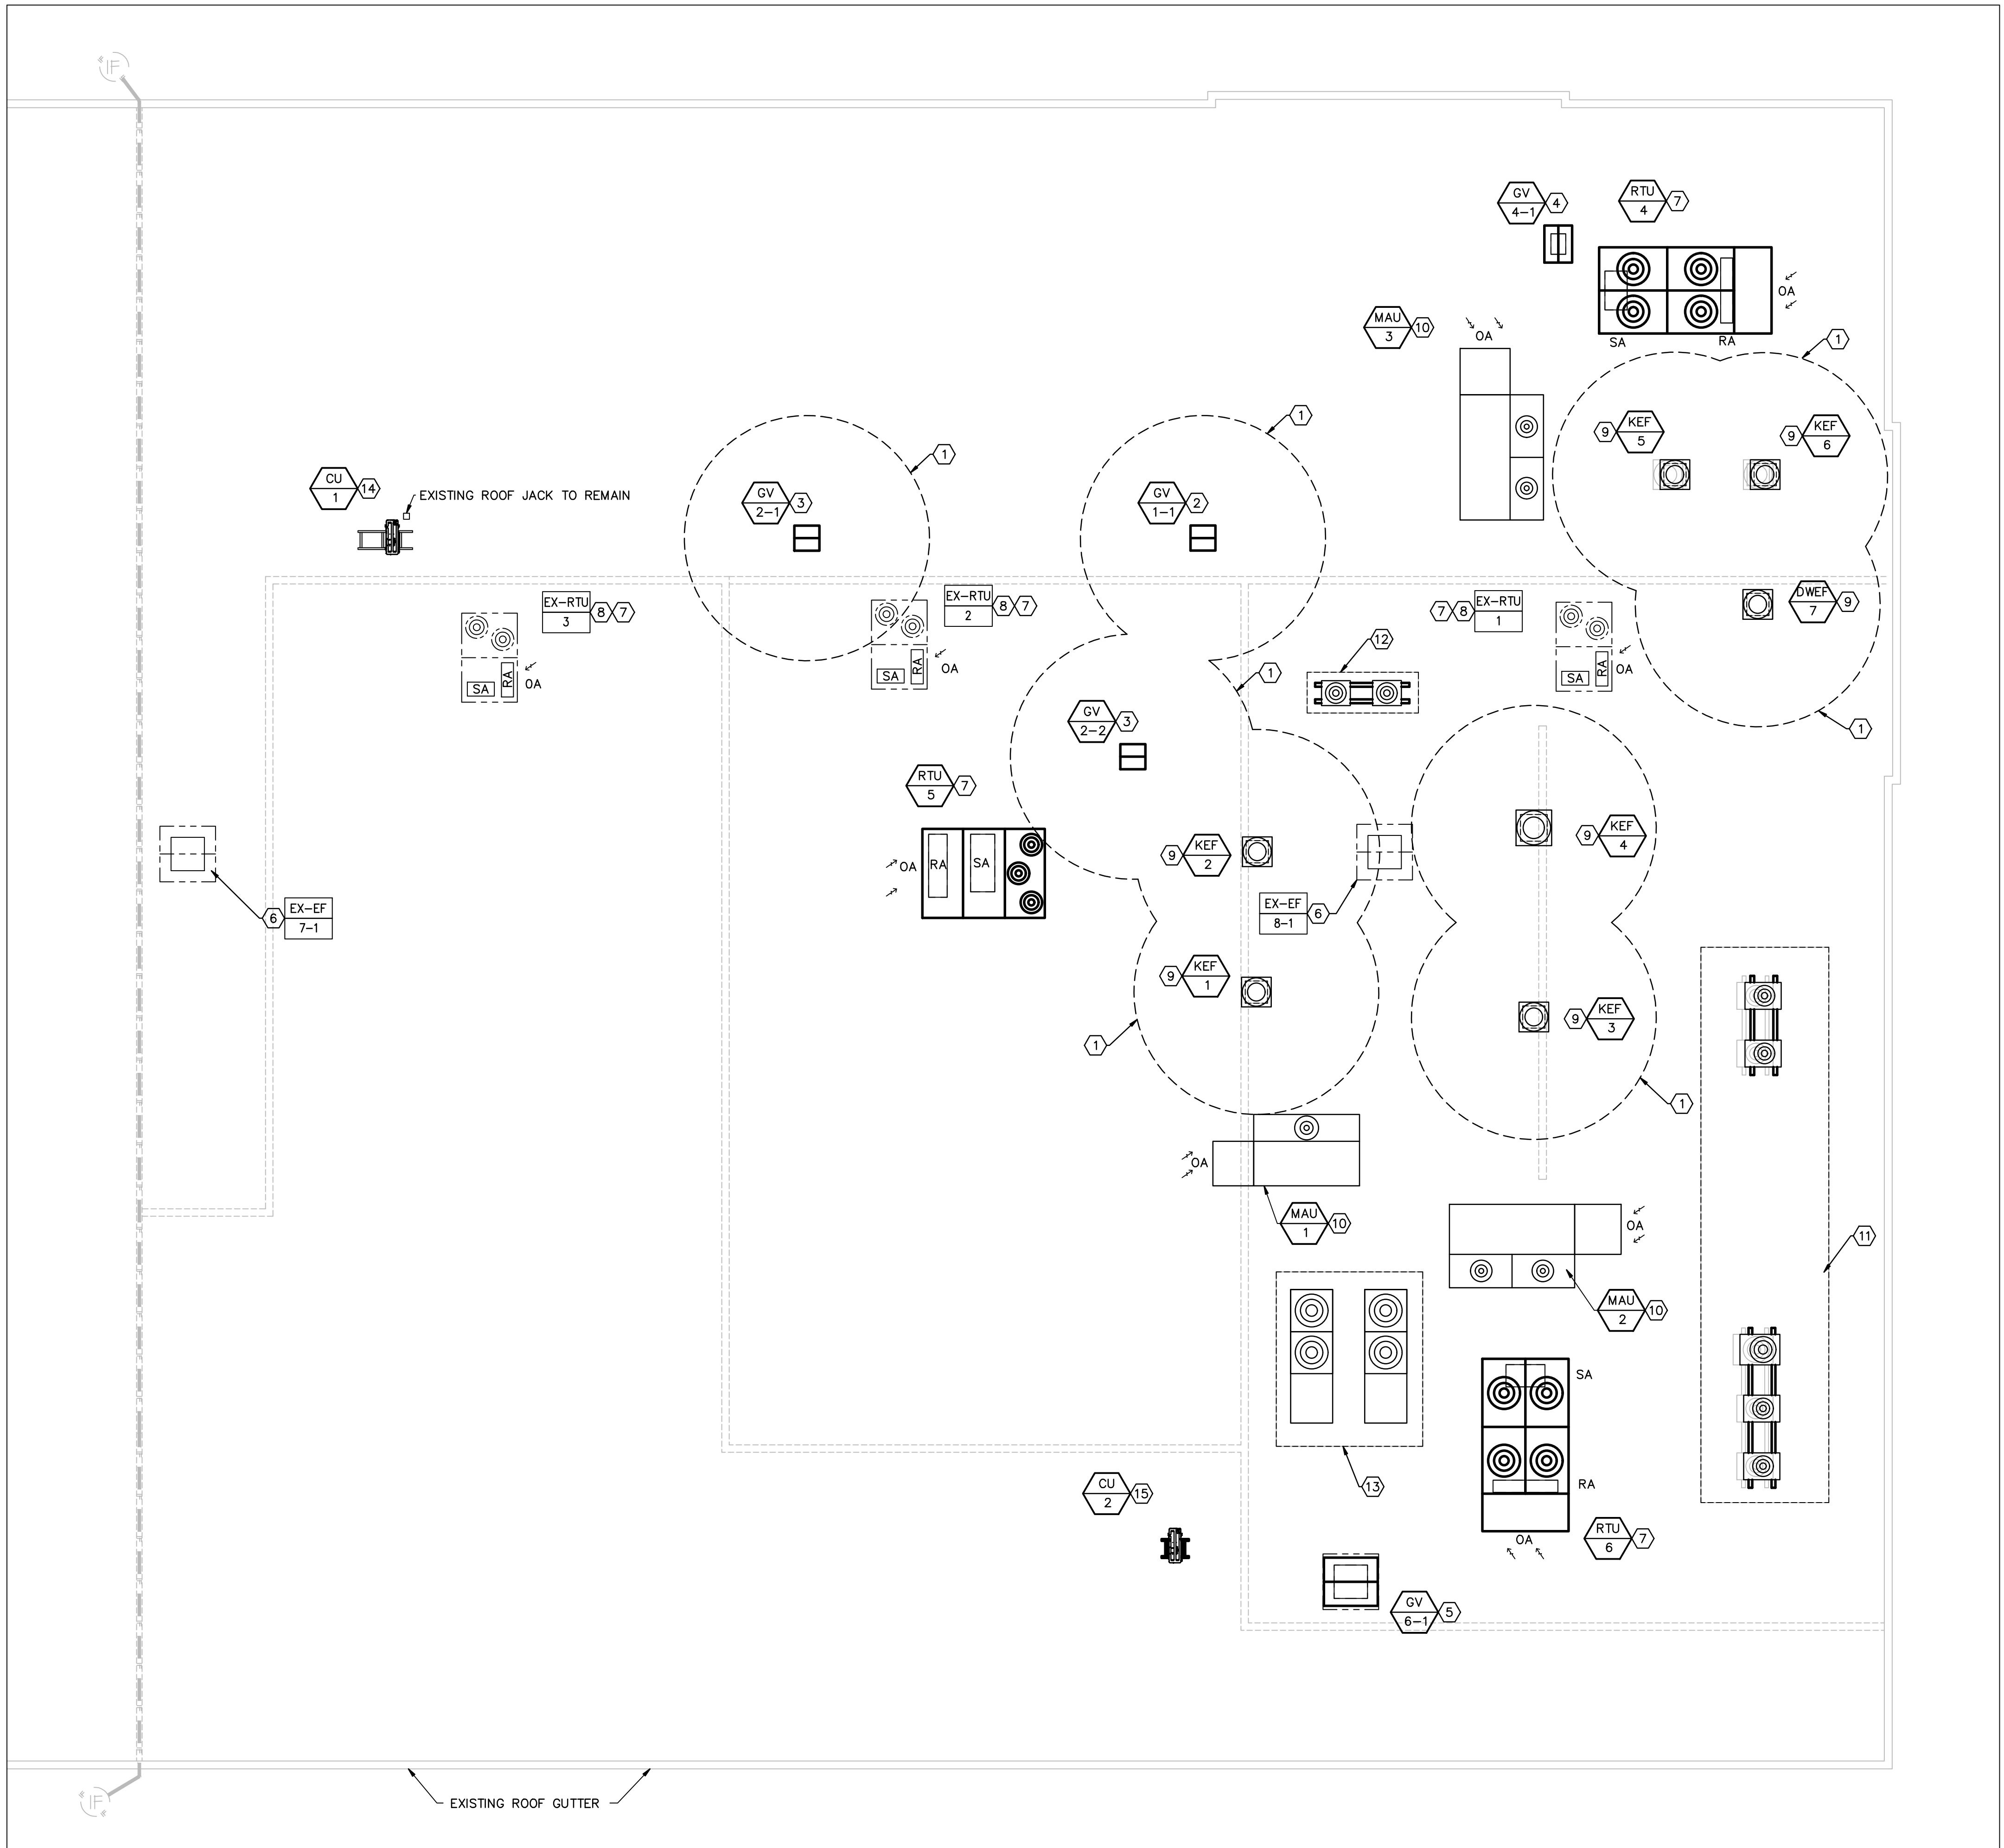 IF
GV
4-1
4
RTU
4
7
OA
SA
RA
MAU
3
10
OA
1
KEF
5
9
KEF
6
9
1
1
CU
1
14
EXISTING ROOF JACK TO REMAIN
GV
2-1
3
GV
1-1
2
EX-RTU
3
8
7
SA
RA
OA
EX-RTU
2
8
7
SA
RA
OA
7
8
EX-RTU
1
SA
RA
OA
DWEF
7
9
12
1
1
GV
2-2
3
RTU
5
7
OA
RA
SA
9
KEF
2
9
KEF
4
6
EX-EF
7-1
EX-EF
8-1
6
9
KEF
1
9
KEF
3
1
1
OA
MAU
1
10
OA
11
MAU
2
10
SA
RA
13
CU
2
15
OA
RTU
6
7
GV
6-1
5
IF
EXISTING ROOF GUTTER